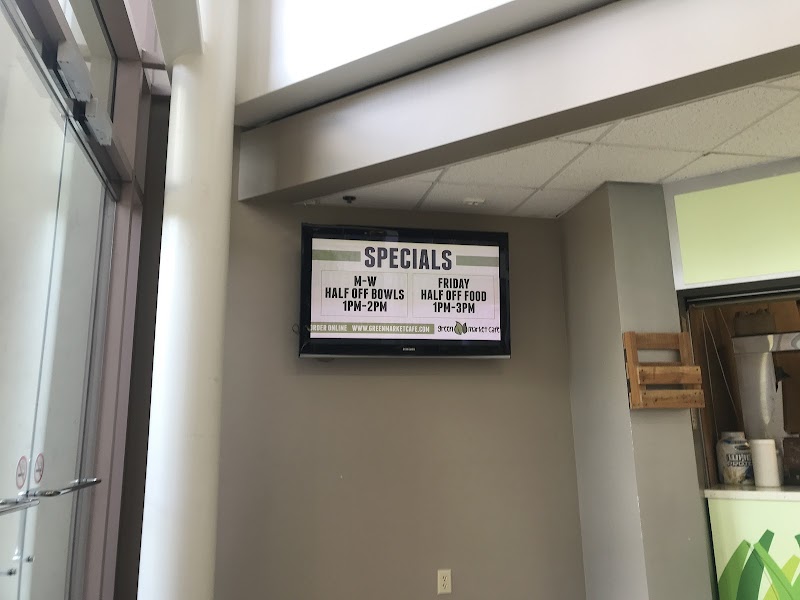 SPECIALS
M-W
HALF OFF BOWLS
1PM-2PM
FRIDAY
HALF OFF FOOD
1PM-3PM
ORDER ONLINE WWW.GREENMARKETCAFE.COM
green market cafe
SAMSUNG